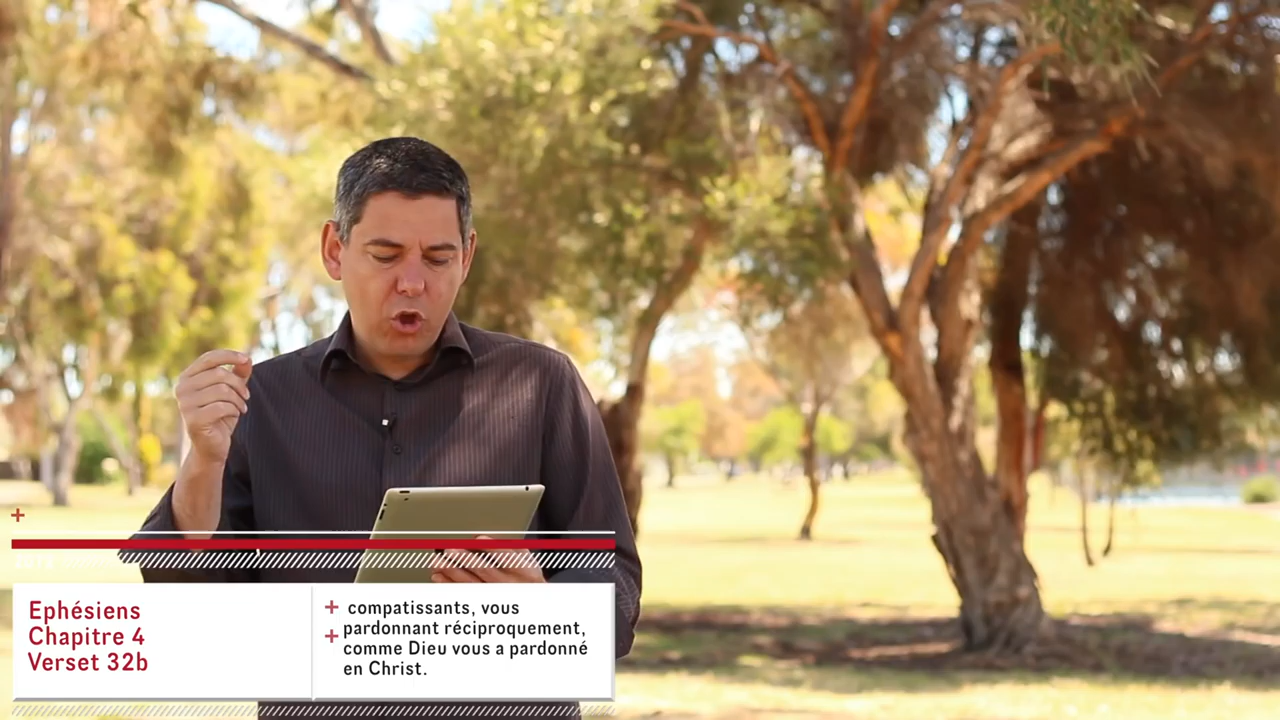 Ephésiens
Chapitre 4
Verset 32b
+ compatissants, vous
+ pardonnant réciproquement,
comme Dieu vous a pardonné
en Christ.